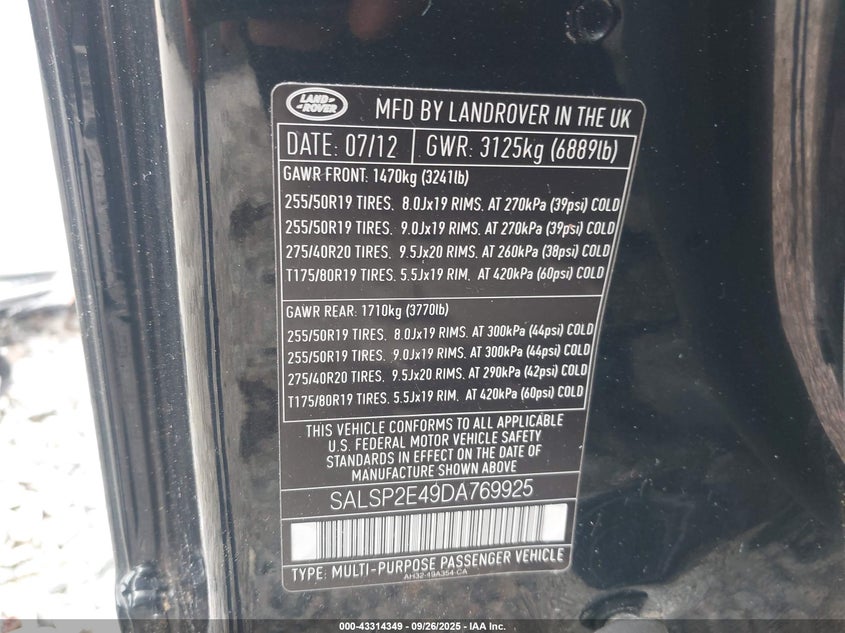 LAND
ROVER
MFD BY LANDROVER IN THE UK
DATE: 07/12 GWR: 3125kg (6889lb)
GAWR FRONT: 1470kg (3241lb)
255/50R19 TIRES, 8.0Jx19 RIMS, AT 270kPa (39psi) COLD
255/50R19 TIRES, 9.0Jx19 RIMS, AT 270kPa (39psi) COLD
275/40R20 TIRES, 9.5Jx20 RIMS, AT 260kPa (38psi) COLD
T175/80R19 TIRES, 5.5Jx19 RIM, AT 420kPa (60psi) COLD
GAWR REAR: 1710kg (3770lb)
255/50R19 TIRES, 8.0Jx19 RIMS, AT 300kPa (44psi) COLD
255/50R19 TIRES, 9.0Jx19 RIMS, AT 300kPa (44psi) COLD
275/40R20 TIRES, 9.5Jx20 RIMS, AT 290kPa (42psi) COLD
T175/80R19 TIRES, 5.5Jx19 RIM, AT 420kPa (60psi) COLD
THIS VEHICLE CONFORMS TO ALL APPLICABLE
U.S. FEDERAL MOTOR VEHICLE SAFETY
STANDARDS IN EFFECT ON THE DATE OF
MANUFACTURE SHOWN ABOVE
SALSP2E49DA769925
TYPE: MULTI-PURPOSE PASSENGER VEHICLE
AH32-19A354-CA
000-43314349 - 09/26/2025 - IAA Inc.